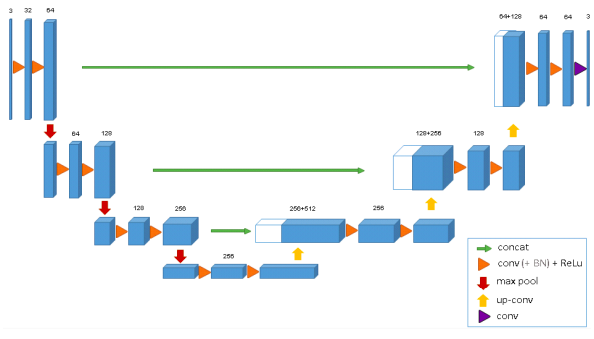 3 32 64
64+128 64 64 3
64 128
128+256 128
128 256
256+512 256
256
concat
conv (+ BN) + ReLu
max pool
up-conv
conv